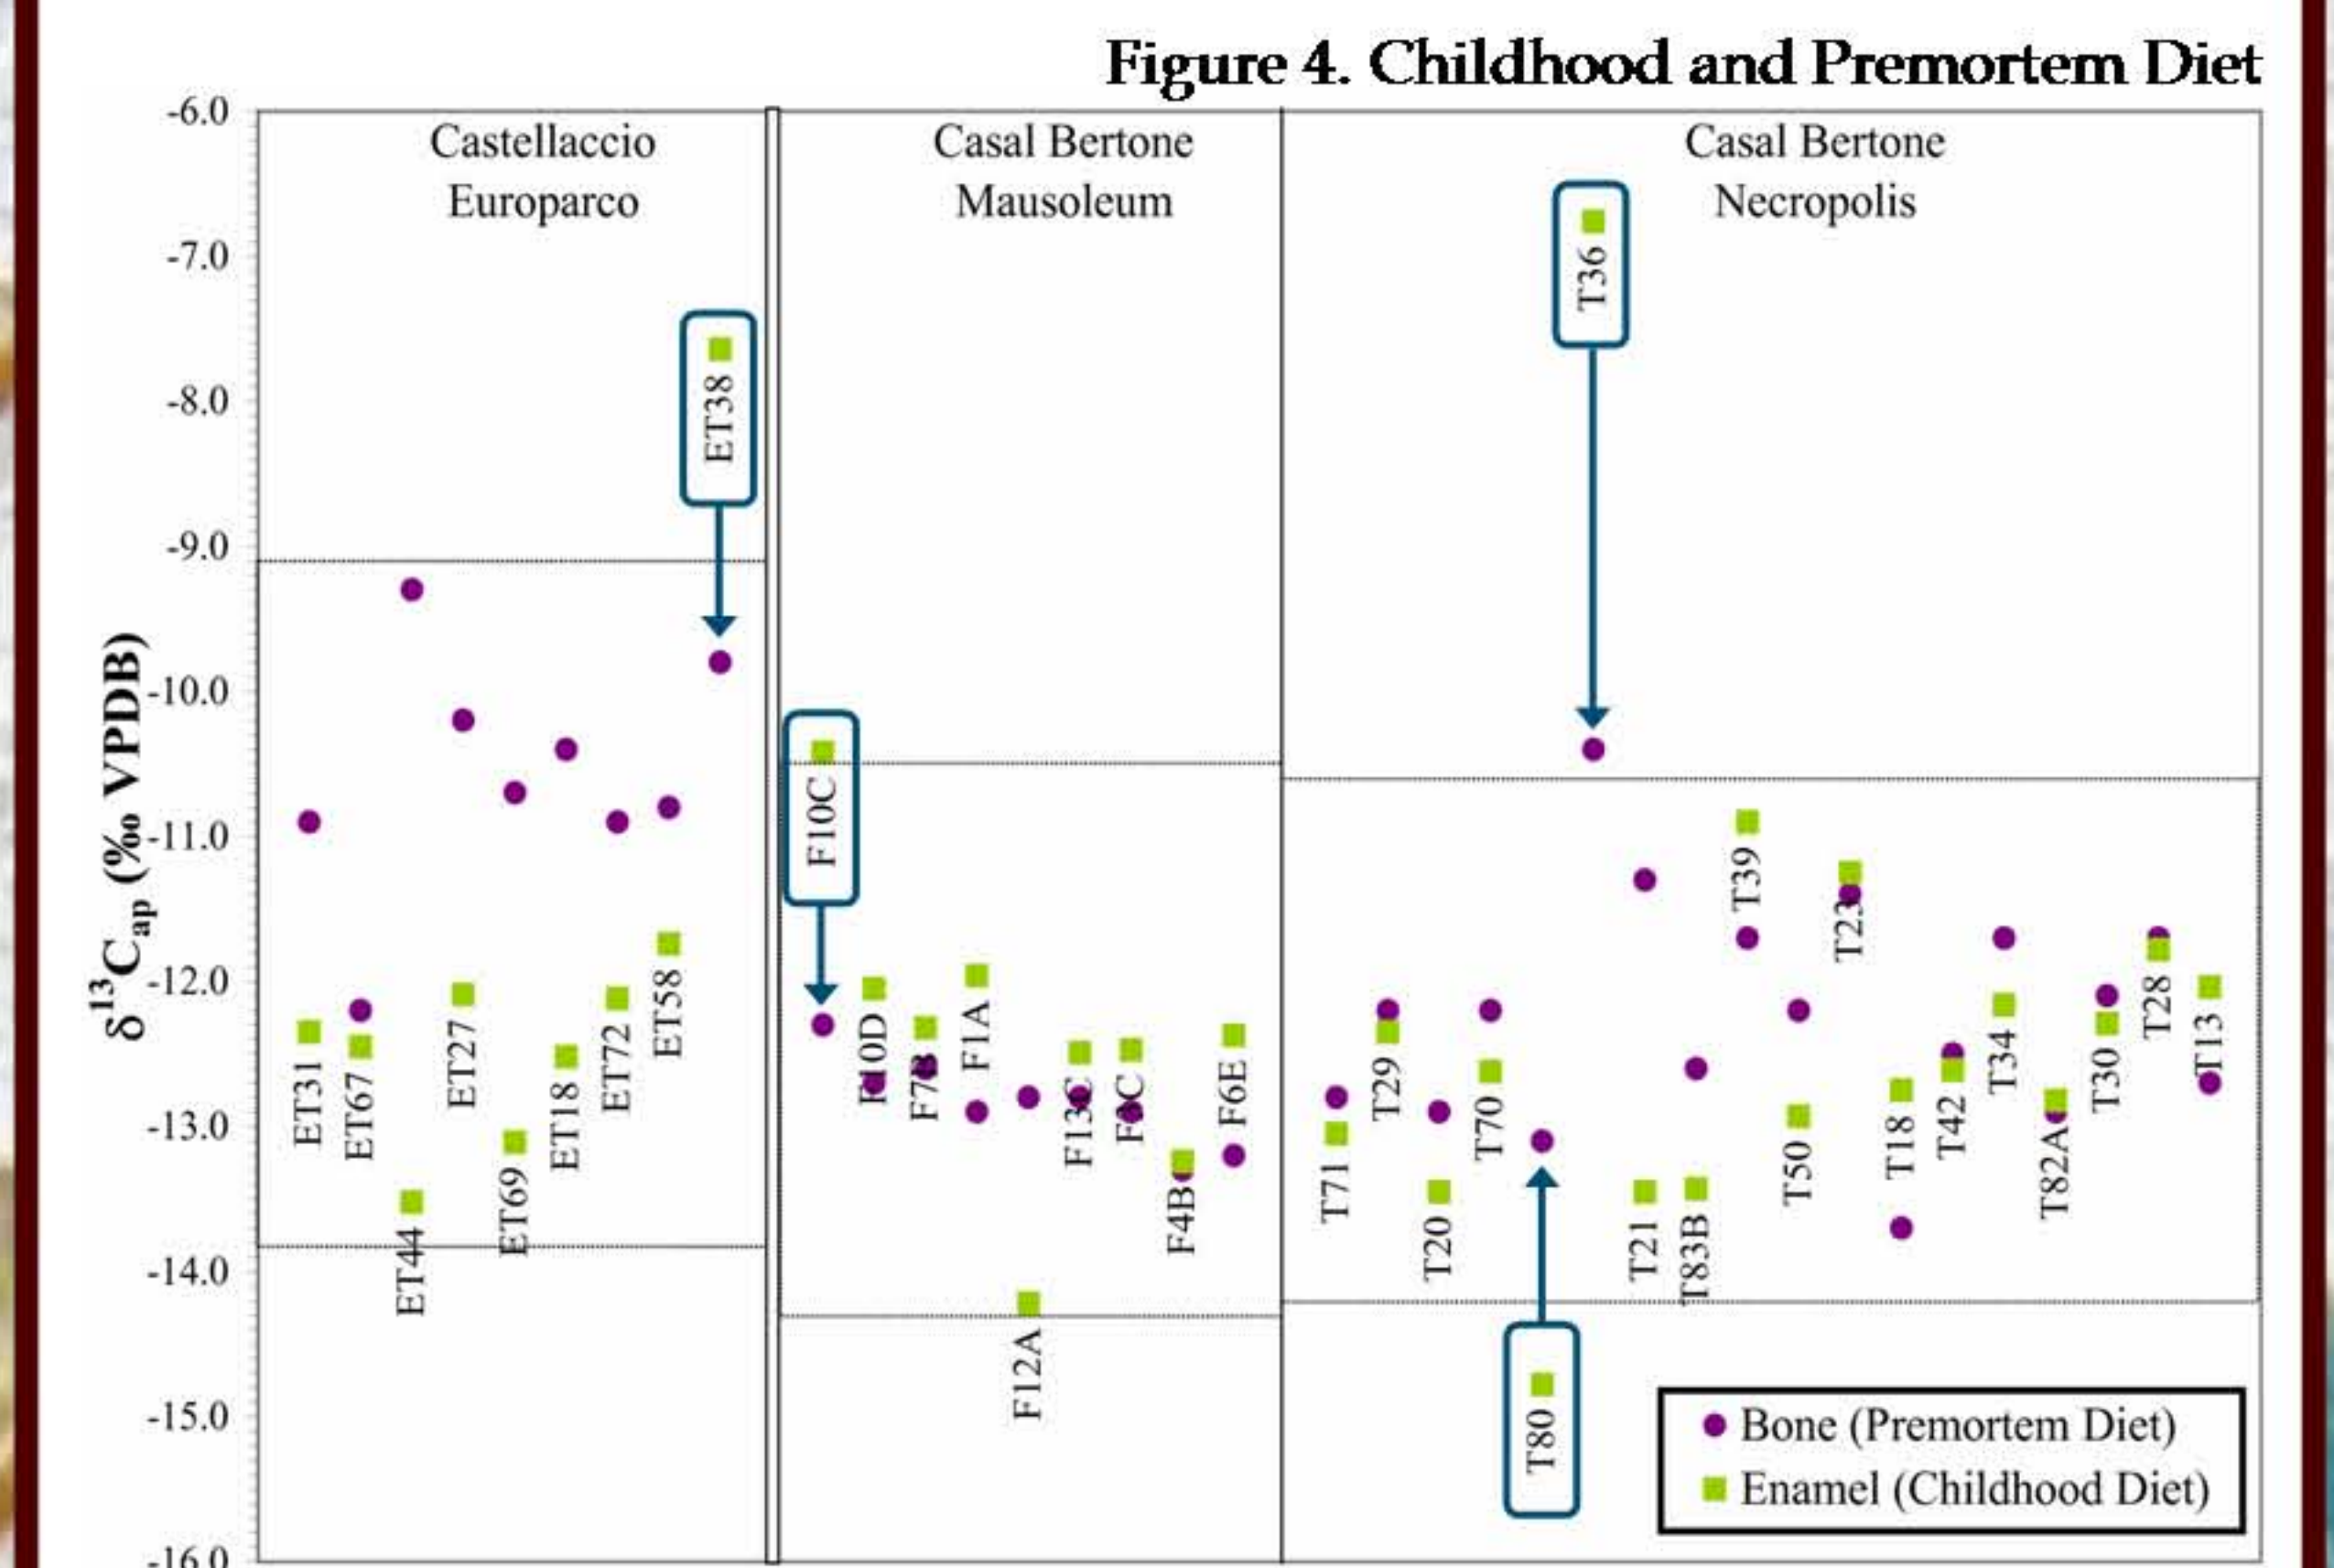 Figure 4. Childhood and Premortem Diet
-6.0
-7.0
-8.0
-9.0
-10.0
-11.0
-12.0
-13.0
-14.0
-15.0
-16.0
δ13Cap (‰ VPDB)
Castellaccio
Europarco
ET31
ET67
ET44
ET27
ET69
ET18
ET72
ET58
ET38
Casal Bertone
Mausoleum
F10C
F10D
F7B
F1A
F12A
F13C
F4B
F6E
Casal Bertone
Necropolis
T71
T29
T20
T70
T80
T36
T21
T83B
T39
T50
T23
T18
T42
T34
T82A
T30
T28
T13
Bone (Premortem Diet)
Enamel (Childhood Diet)